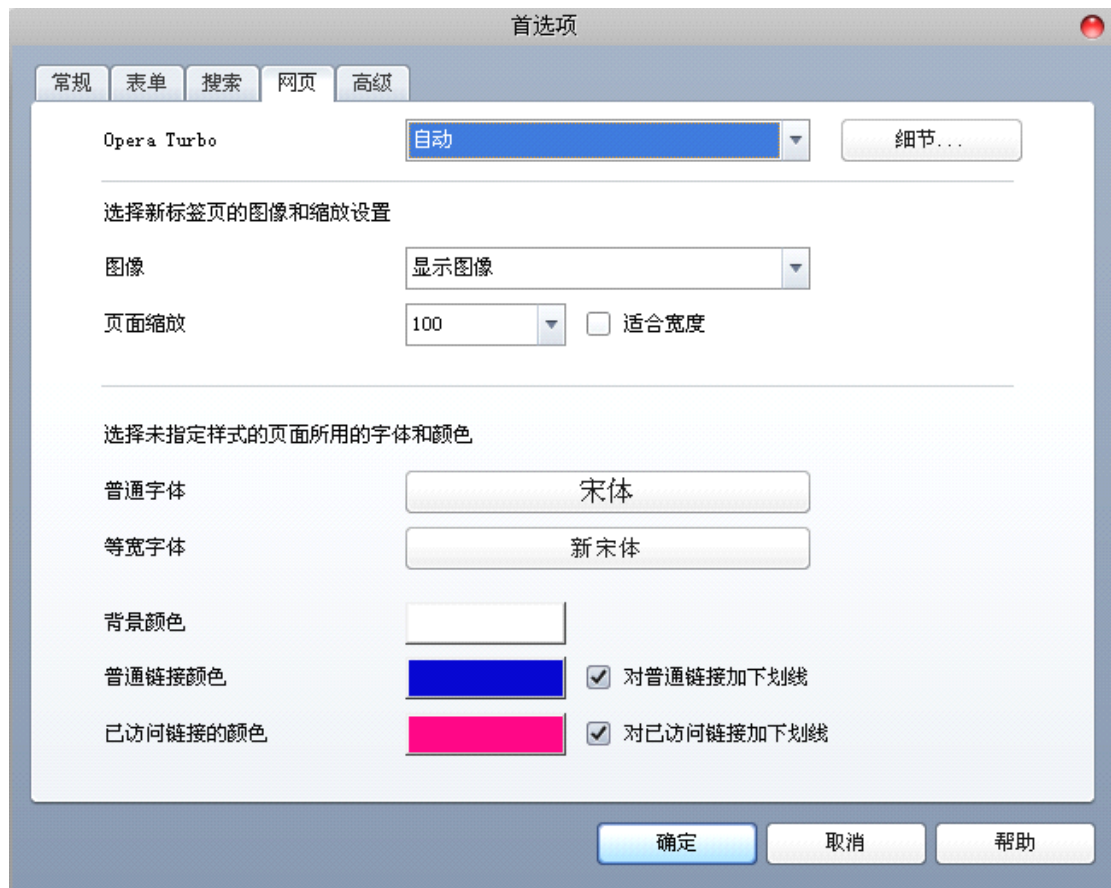 首选项
常规 表单 搜索 网页 高级
Opera Turbo 自动 细节...
选择新标签页的图像和缩放设置
图像 显示图像
页面缩放 100 适合宽度
选择未指定样式的页面所用的字体和颜色
普通字体 宋体
等宽字体 新宋体
背景颜色
普通链接颜色 对普通链接加下划线
已访问链接的颜色 对已访问链接加下划线
确定 取消 帮助